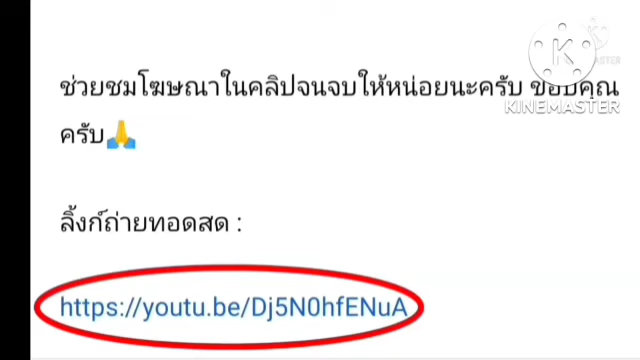 ช่วยชมโฆษณาในคลิปจนจบให้หน่อยนะครับ ขอบคุณ
ครับ🙏
ลิ้งก์ถ่ายทอดสด :
https://youtu.be/Dj5N0hfENuA
K
KINEMASTER